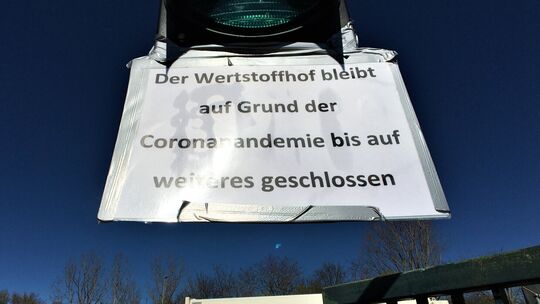 Der Wertstoffhof bleibt
auf Grund der
Coronapandemie bis auf
weiteres geschlossen